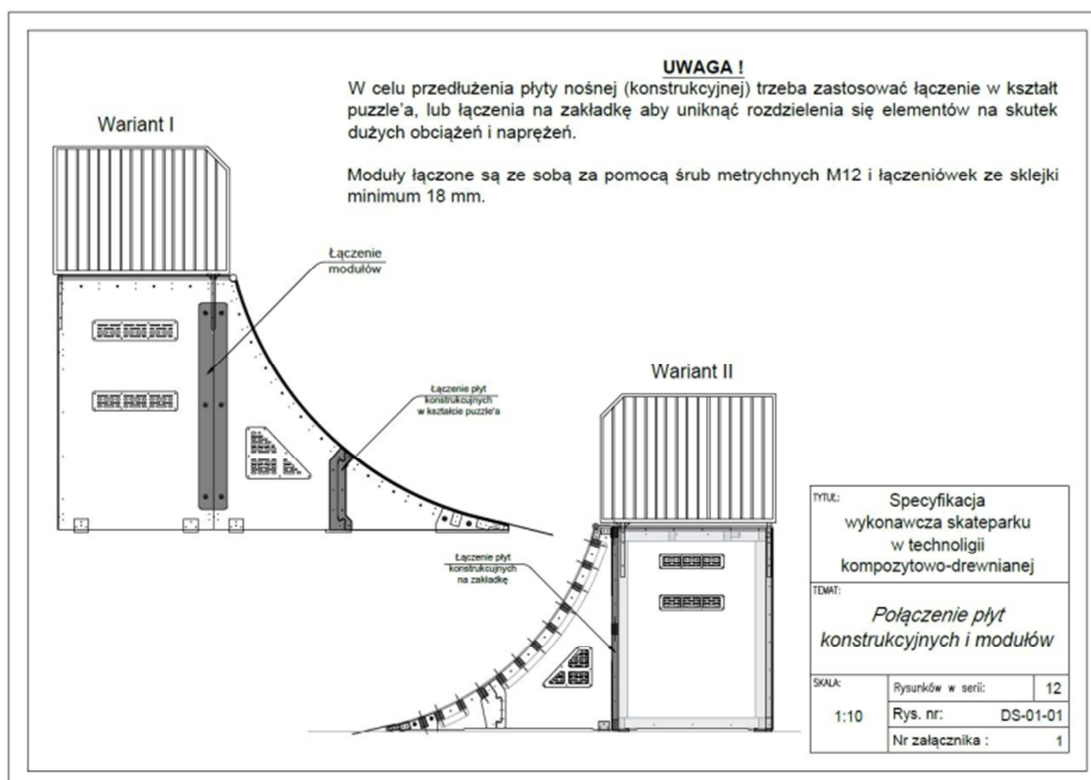 UWAGA !
W celu przedłużenia płyty nośnej (konstrukcyjnej) trzeba zastosować łączenie w kształt
puzzle'a, lub łączenia na zakładkę aby uniknąć rozdzielenia się elementów na skutek
dużych obciążeń i naprężeń.
Moduły łączone są ze sobą za pomocą śrub metrychnych M12 i łączeniówek ze sklejki
minimum 18 mm.
Wariant I
Łączenie
modułów
Łączenie płyt
konstrukcyjnych
w kształcie puzzle'a
Wariant II
Łączenie płyt
konstrukcyjnych
na zakładkę
TYTUŁ:
Specyfikacja
wykonawcza skateparku
w technoligii
kompozytowo-drewnianej
TEMAT:
Połączenie płyt
konstrukcyjnych i modułów
SKALA:
1:10
Rysunków w serii: 12
Rys. nr: DS-01-01
Nr załącznika : 1